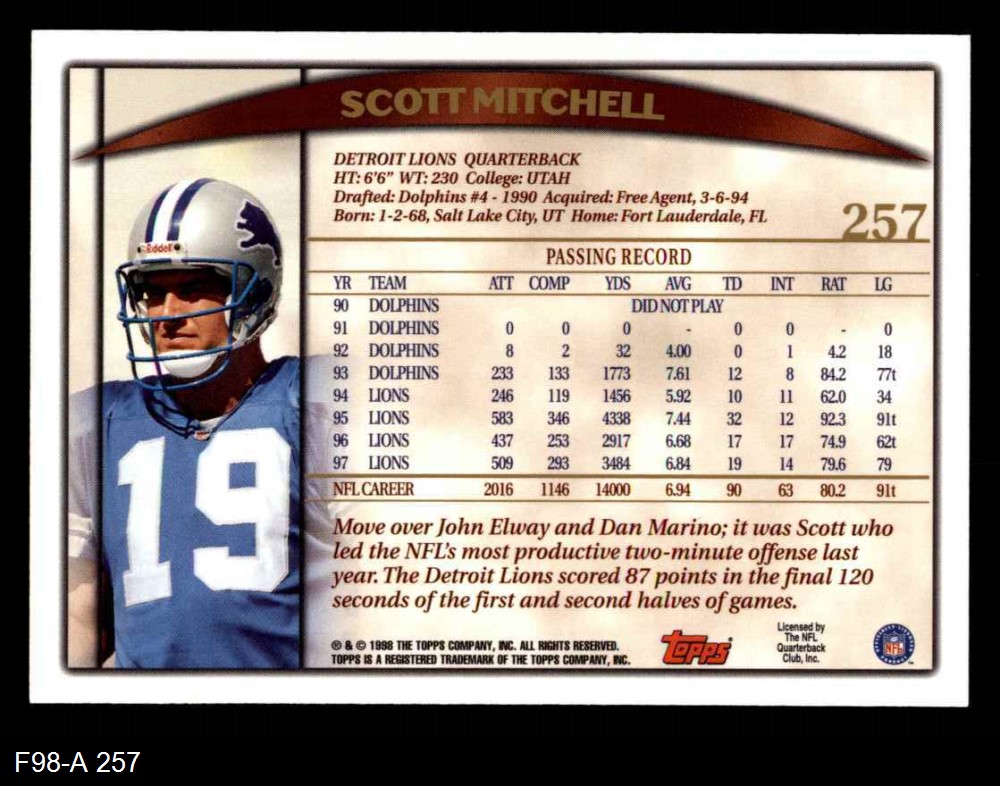 SCOTT MITCHELL
DETROIT LIONS QUARTERBACK
HT: 6'6" WT: 230 College: UTAH
Drafted: Dolphins #4 - 1990 Acquired: Free Agent, 3-6-94
Born: 1-2-68, Salt Lake City, UT Home: Fort Lauderdale, FL
257
PASSING RECORD
YR TEAM ATT COMP YDS AVG TD INT RAT LG
90 DOLPHINS DID NOT PLAY
91 DOLPHINS 0 0 0 - 0 0 - 0
92 DOLPHINS 8 2 32 4.00 0 1 4.2 18
93 DOLPHINS 233 133 1773 7.61 12 8 84.2 77t
94 LIONS 246 119 1456 5.92 10 11 62.0 34
95 LIONS 583 346 4338 7.44 32 12 92.3 91t
96 LIONS 437 253 2917 6.68 17 17 74.9 62t
97 LIONS 509 293 3484 6.84 19 14 79.6 79
NFL CAREER 2016 1146 14000 6.94 90 63 80.2 91t
Move over John Elway and Dan Marino; it was Scott who
led the NFL's most productive two-minute offense last
year. The Detroit Lions scored 87 points in the final 120
seconds of the first and second halves of games.
® & © 1998 THE TOPPS COMPANY, INC. ALL RIGHTS RESERVED.
TOPPS IS A REGISTERED TRADEMARK OF THE TOPPS COMPANY, INC.
Topps®
Licensed by
The NFL
Quarterback
Club, Inc.
NFL
Riddell
19
F98-A 257